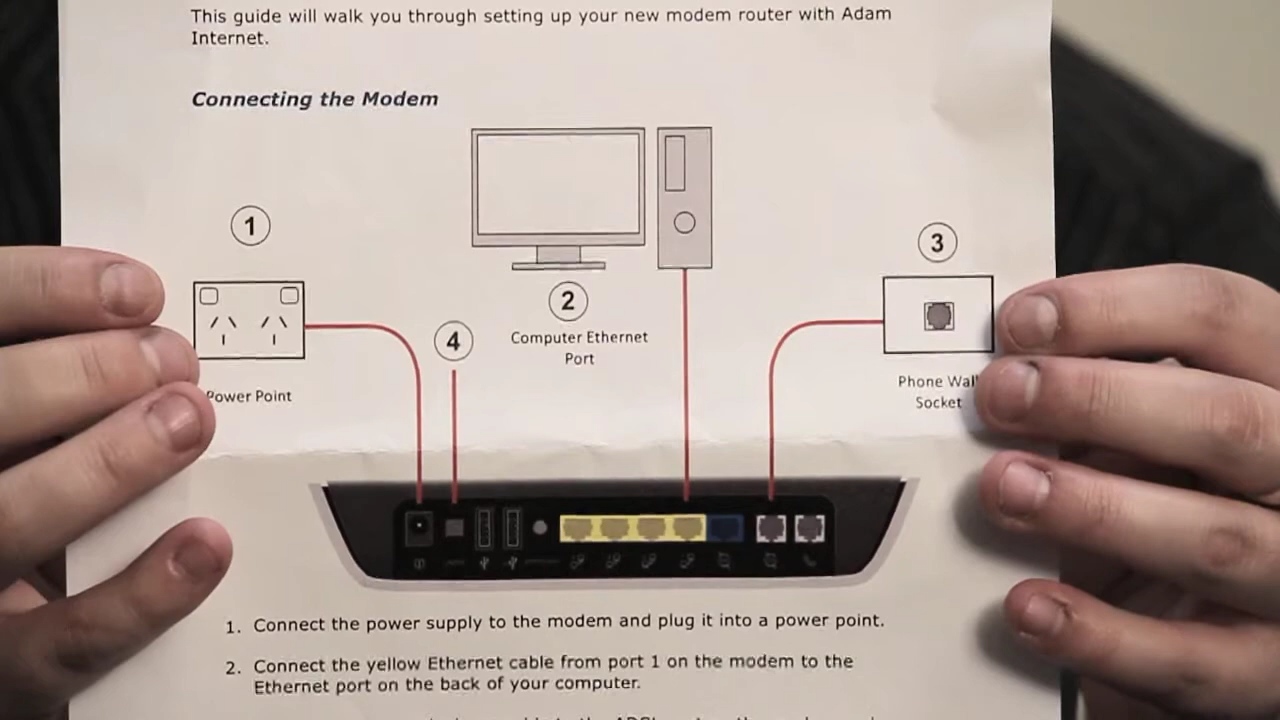 This guide will walk you through setting up your new modem router with Adam
Internet.
Connecting the Modem
1
2
3
4
Computer Ethernet
Port
Power Point
Phone Wall
Socket
1. Connect the power supply to the modem and plug it into a power point.
2. Connect the yellow Ethernet cable from port 1 on the modem to the
Ethernet port on the back of your computer.